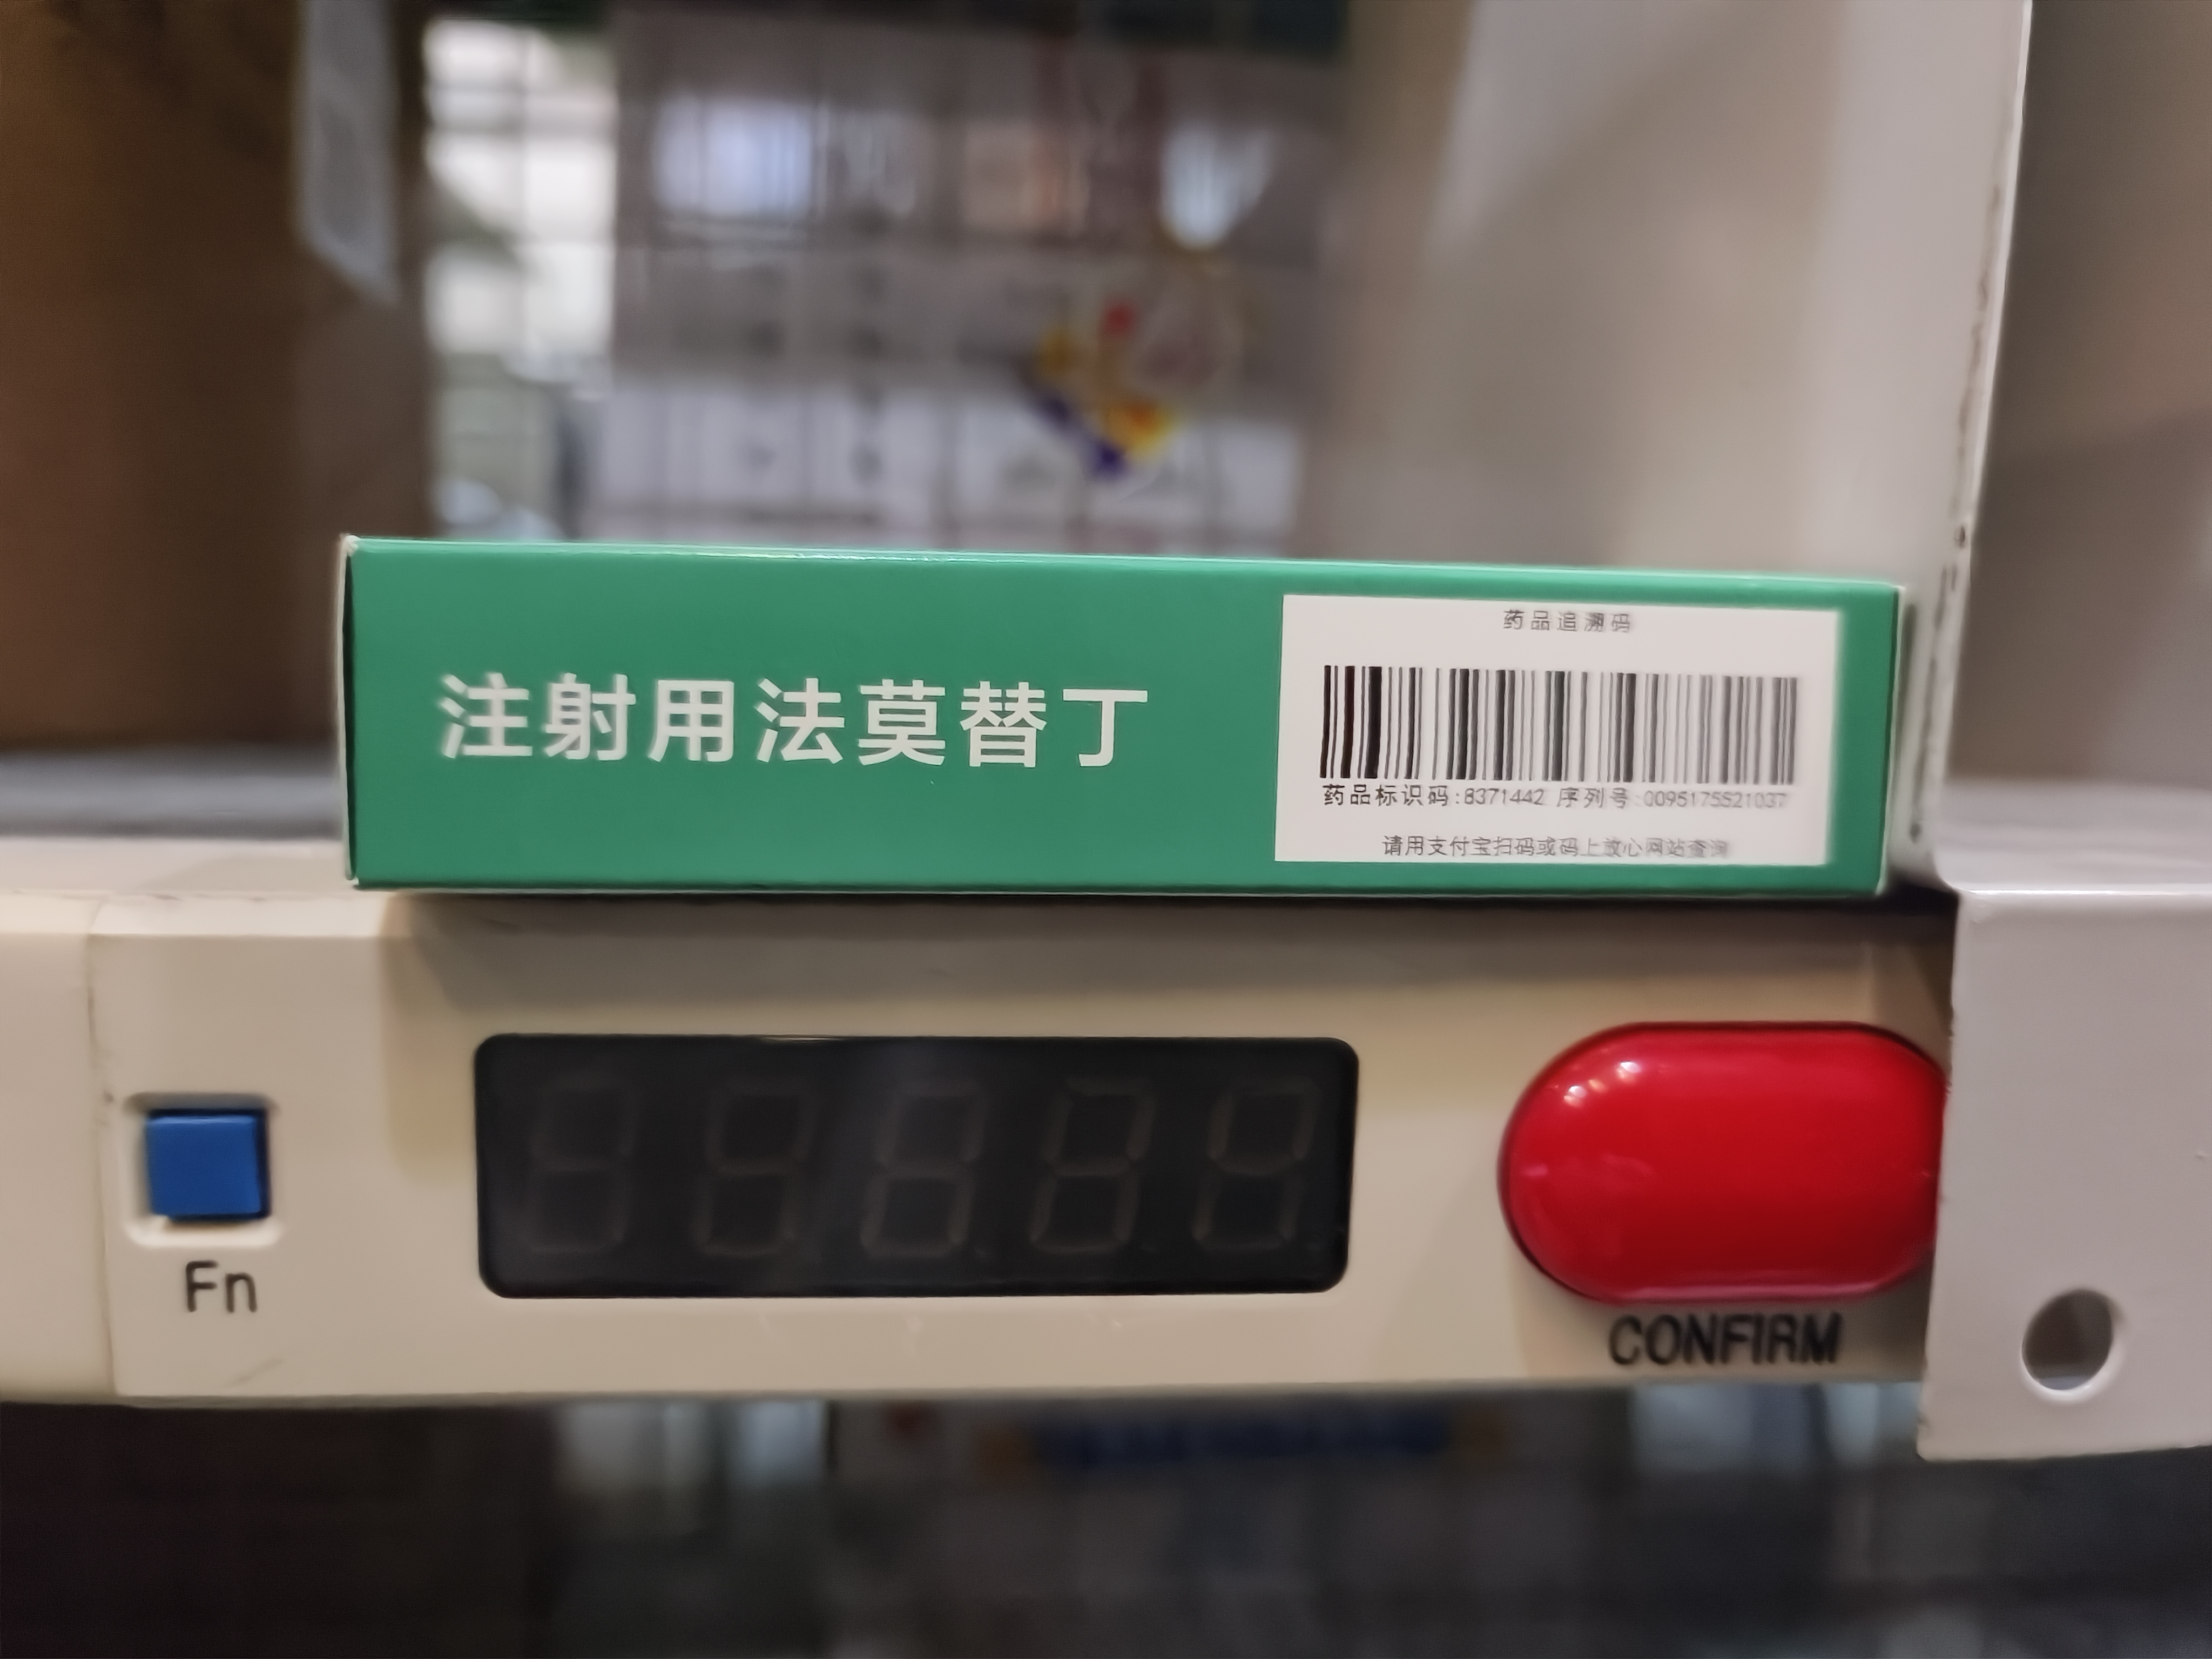 注射用法莫替丁
药品追溯码
药品标识码:8371442 序列号:0095175521037
请用支付宝扫码或码上放心网站查询
Fn
CONFIRM